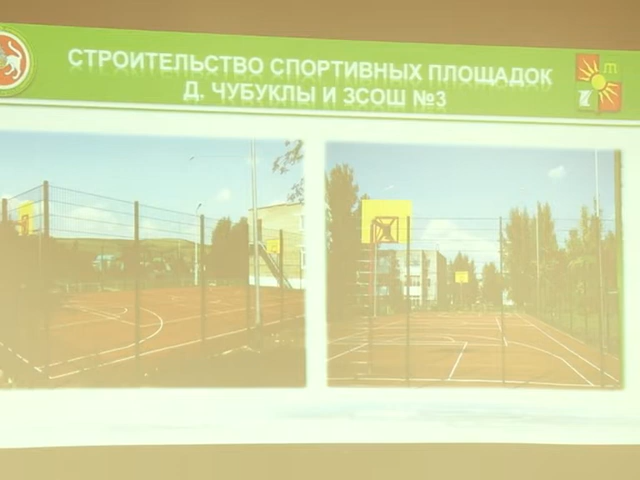 СТРОИТЕЛЬСТВО СПОРТИВНЫХ ПЛОЩАДОК
Д. ЧУБУКЛЫ И ЗСОШ №3